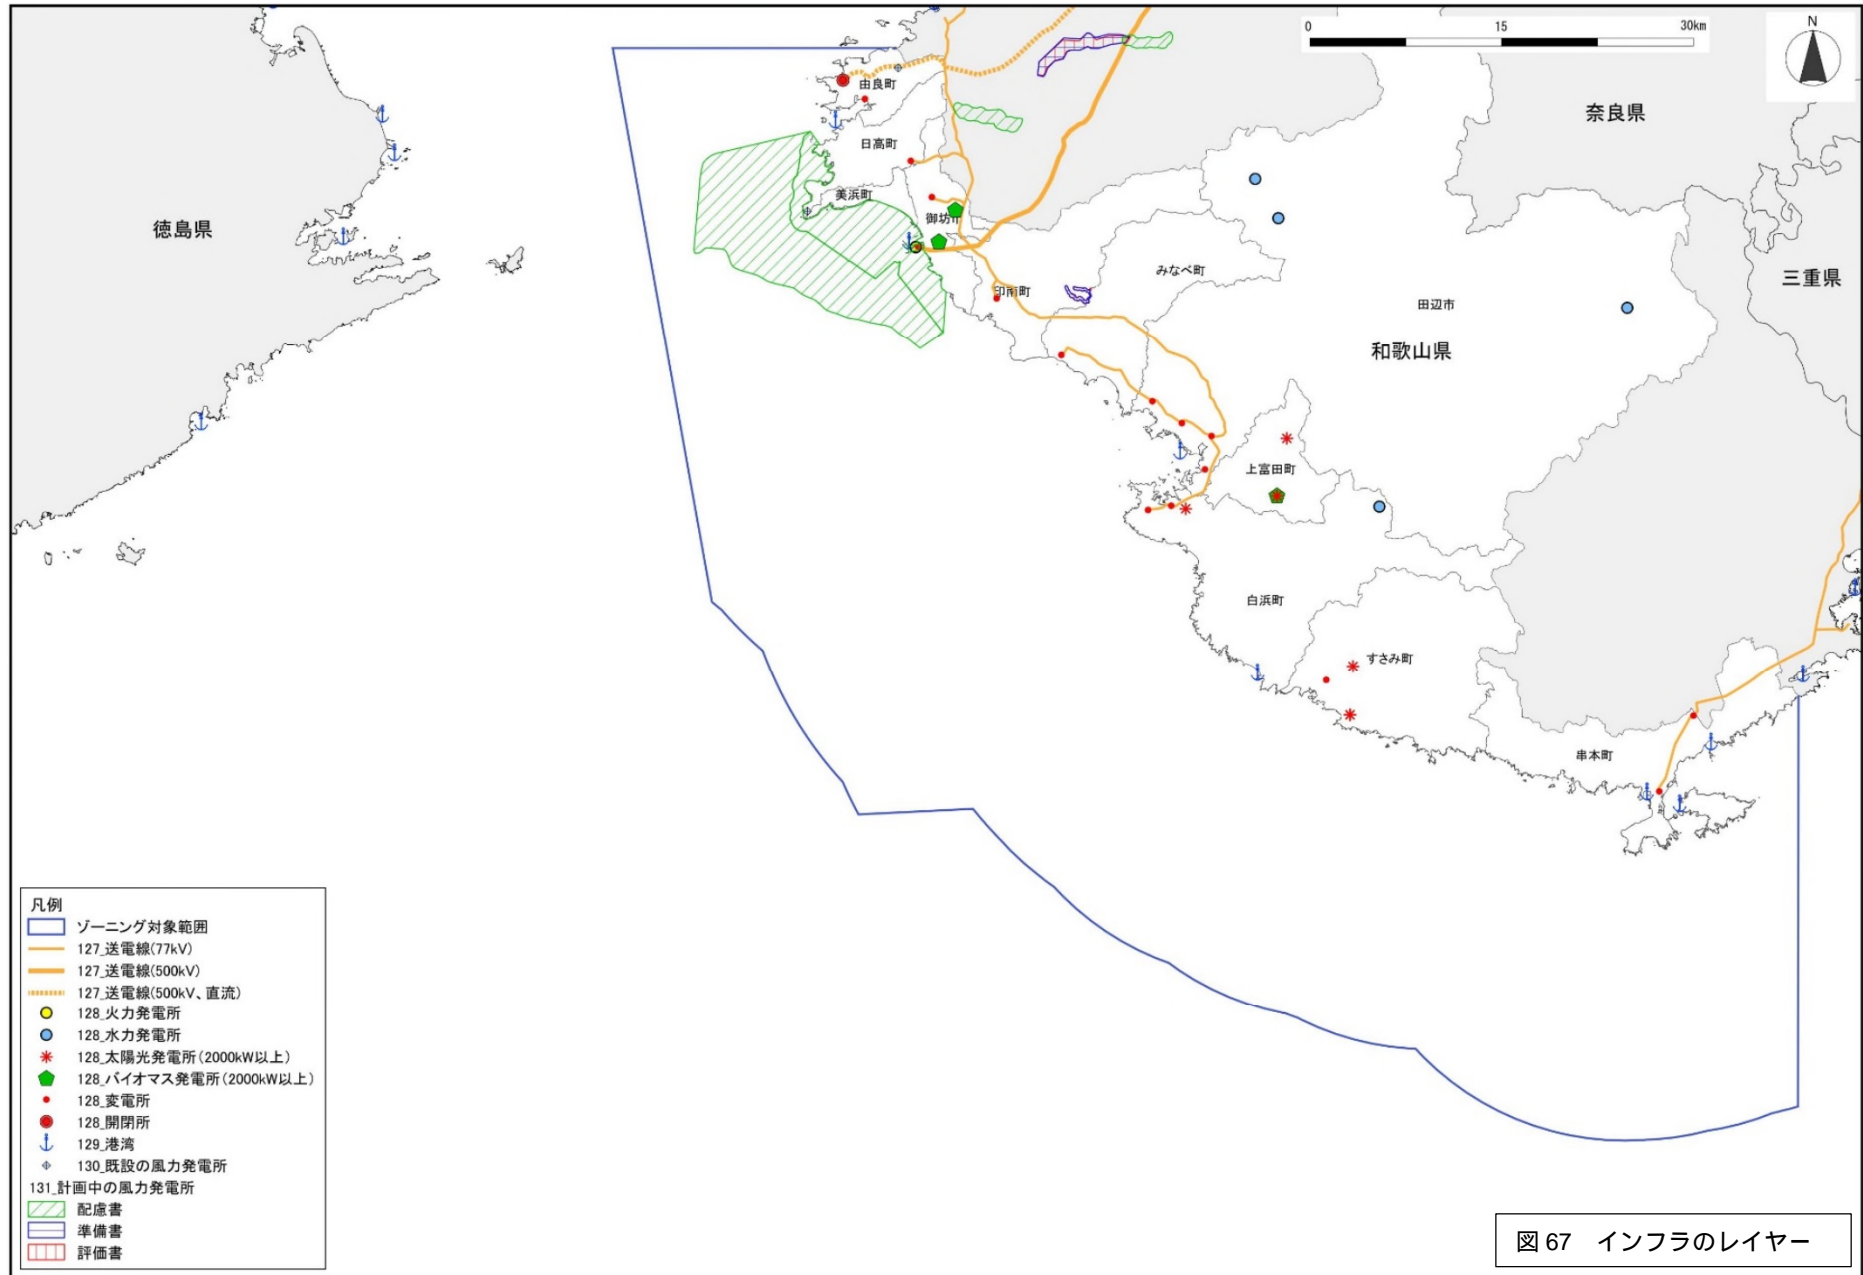 0 15 30km
N
由良町
奈良県
日高町
美浜町
御坊市
徳島県
みなべ町
三重県
印南町
田辺市
和歌山県
上富田町
白浜町
すさみ町
串本町
凡例
ゾーニング対象範囲
127_送電線(77kV)
127_送電線(500kV)
127_送電線(500kV、直流)
128_火力発電所
128_水力発電所
128_太陽光発電所(2000kW以上)
128_バイオマス発電所(2000kW以上)
128_変電所
128_開閉所
129_港湾
130_既設の風力発電所
131_計画中の風力発電所
配慮書
準備書
評価書
図 67 インフラのレイヤー